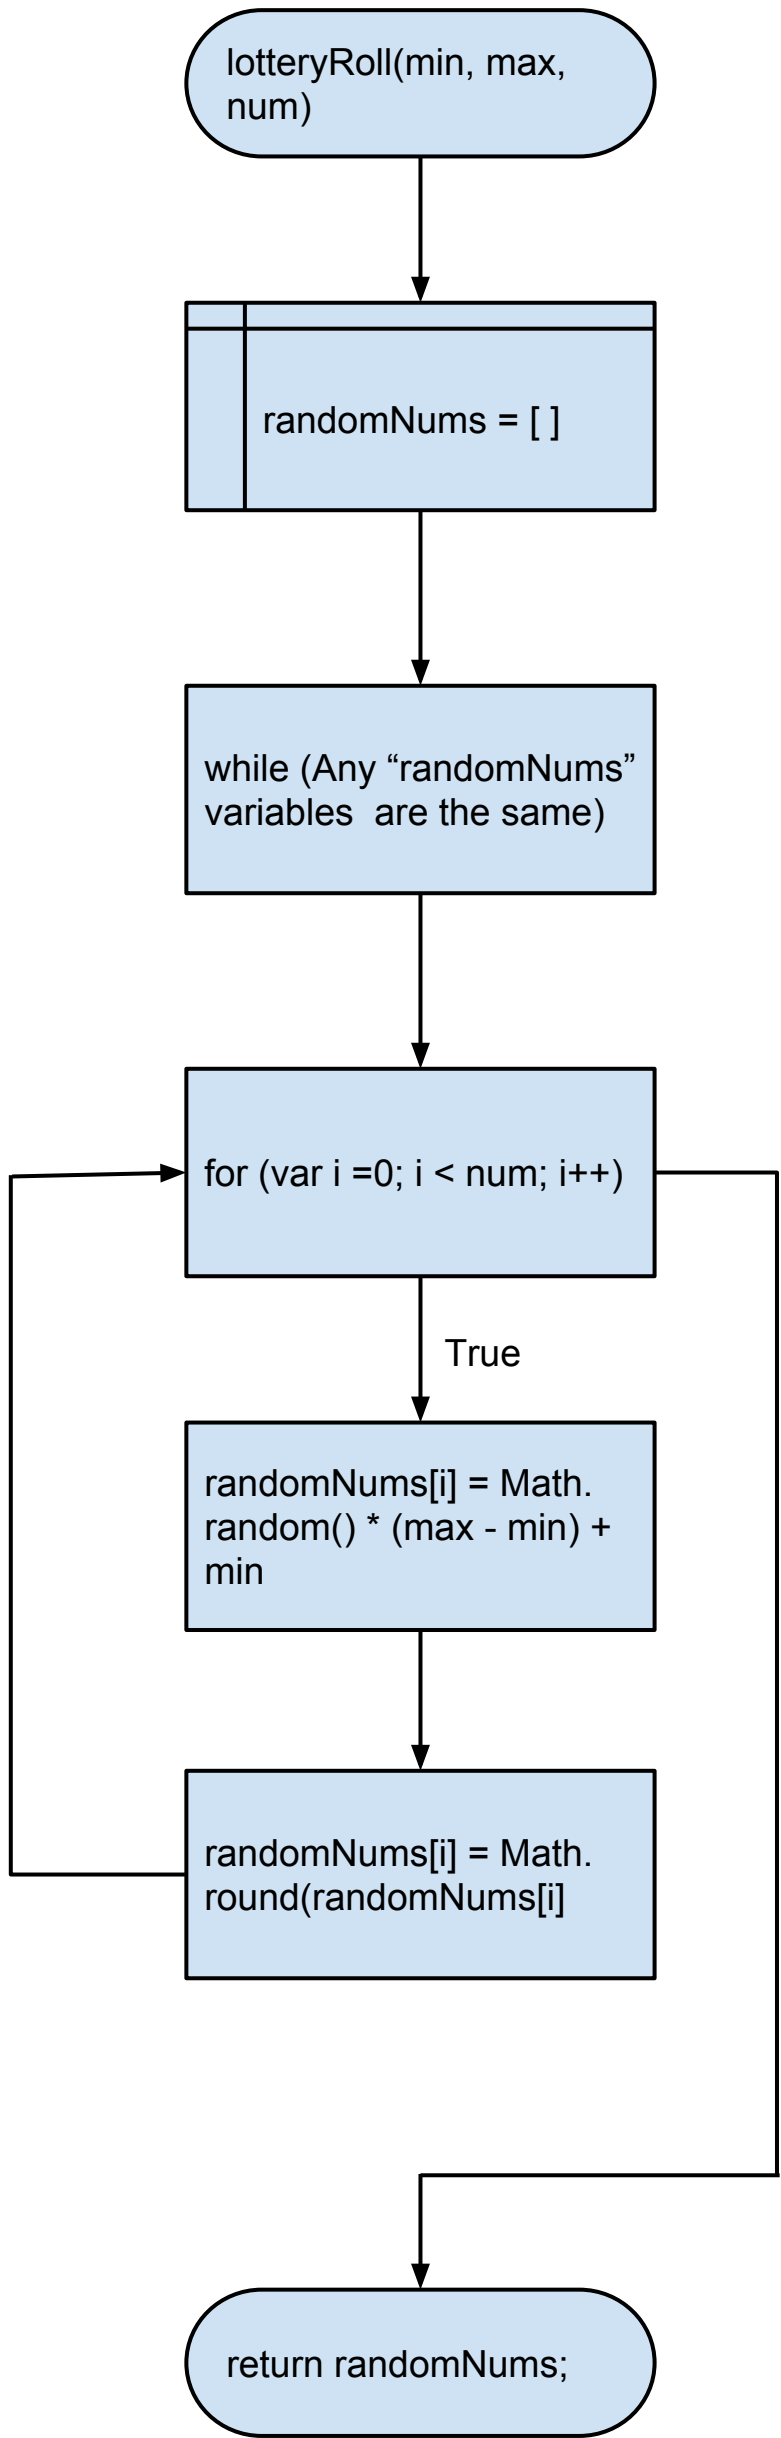 lotteryRoll(min, max,
num)
randomNums = [ ]
while (Any “randomNums”
variables  are the same)
for (var i =0; i < num; i++)
True
randomNums[i] = Math.
random() * (max - min) +
min
randomNums[i] = Math.
round(randomNums[i]
return randomNums;